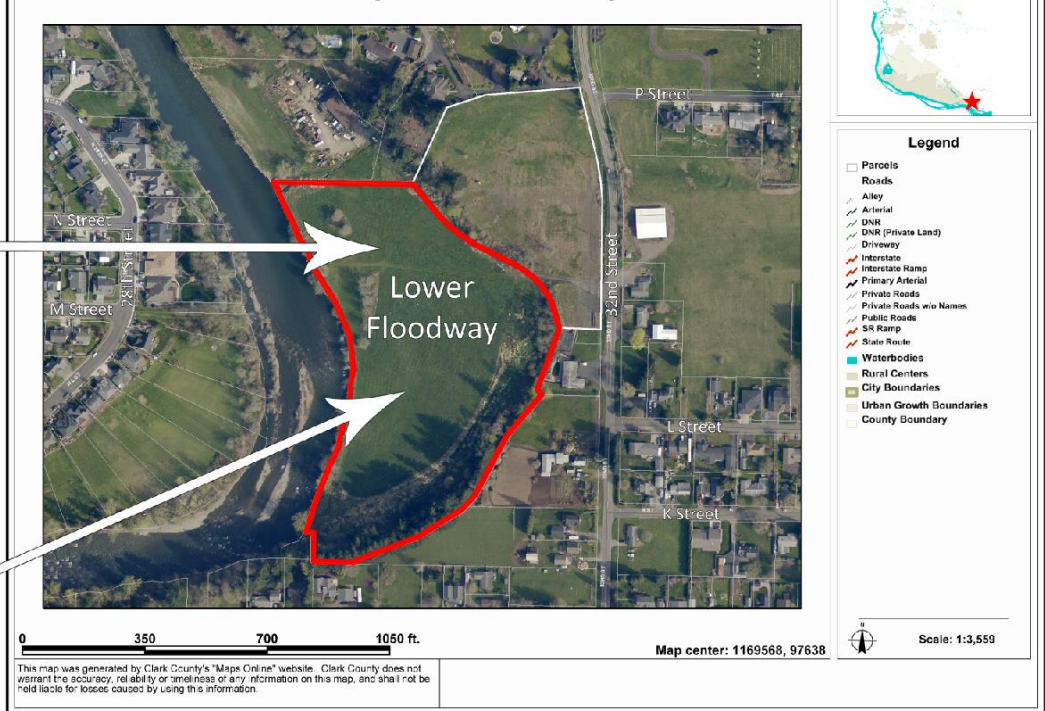 P Street
N Street
28th Street
M Street
Lower
Floodway
32nd Street
L Street
K Street
0 350 700 1050 ft.
Map center: 1169568, 97638
This map was generated by Clark County's "Maps Online" website. Clark County does not
warrant the accuracy, reliability or timeliness of any information on this map, and shall not be
held liable for losses caused by using this information.
Legend
Parcels
Roads
Alley
Arterial
DNR
DNR (Private Land)
Driveway
Interstate
Interstate Ramp
Primary Arterial
Private Roads
Private Roads w/o Names
Public Roads
SR Ramp
State Route
Waterbodies
Rural Centers
City Boundaries
Urban Growth Boundaries
County Boundary
N
Scale: 1:3,559